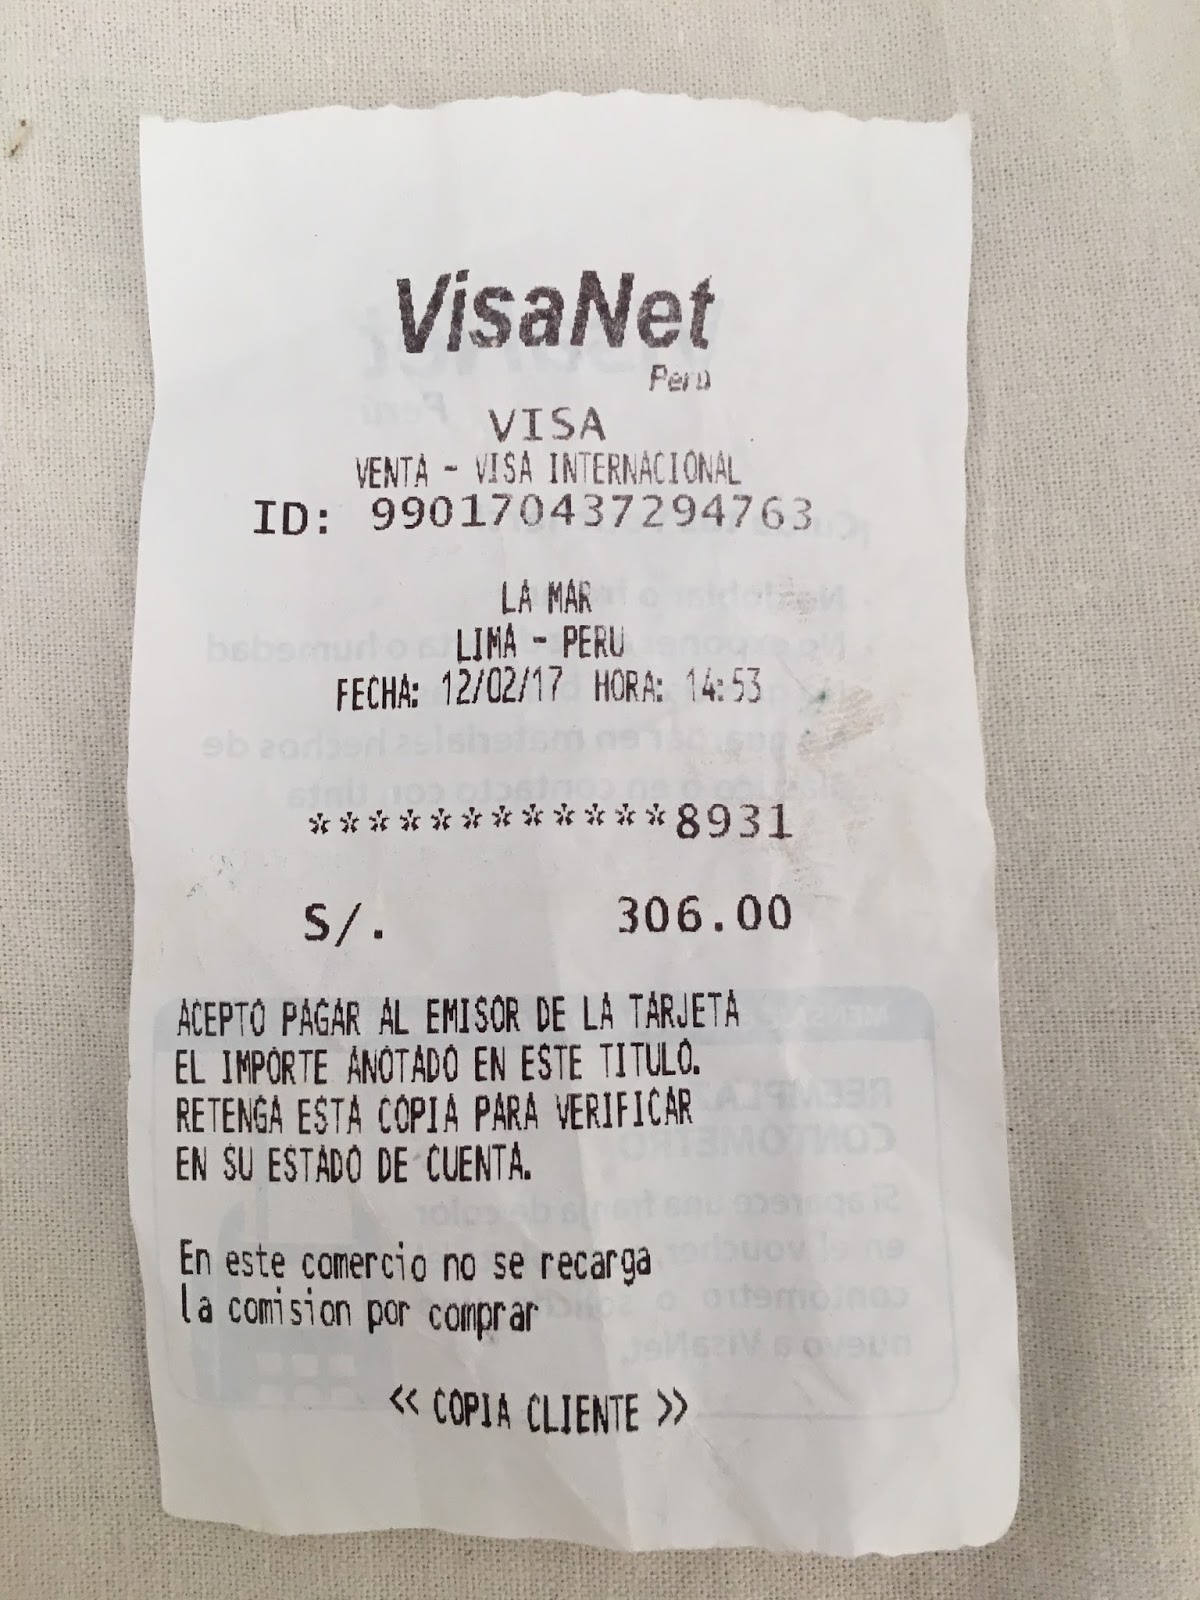 VisaNet
Perú
VISA
VENTA - VISA INTERNACIONAL
ID: 990170437294763
LA MAR
LIMA - PERU
FECHA: 12/02/17 HORA: 14:53
************8931
S/. 306.00
ACEPTO PAGAR AL EMISOR DE LA TARJETA
EL IMPORTE ANOTADO EN ESTE TITULO.
RETENGA ESTA COPIA PARA VERIFICAR
EN SU ESTADO DE CUENTA.
En este comercio no se recarga
la comision por comprar
<< COPIA CLIENTE >>